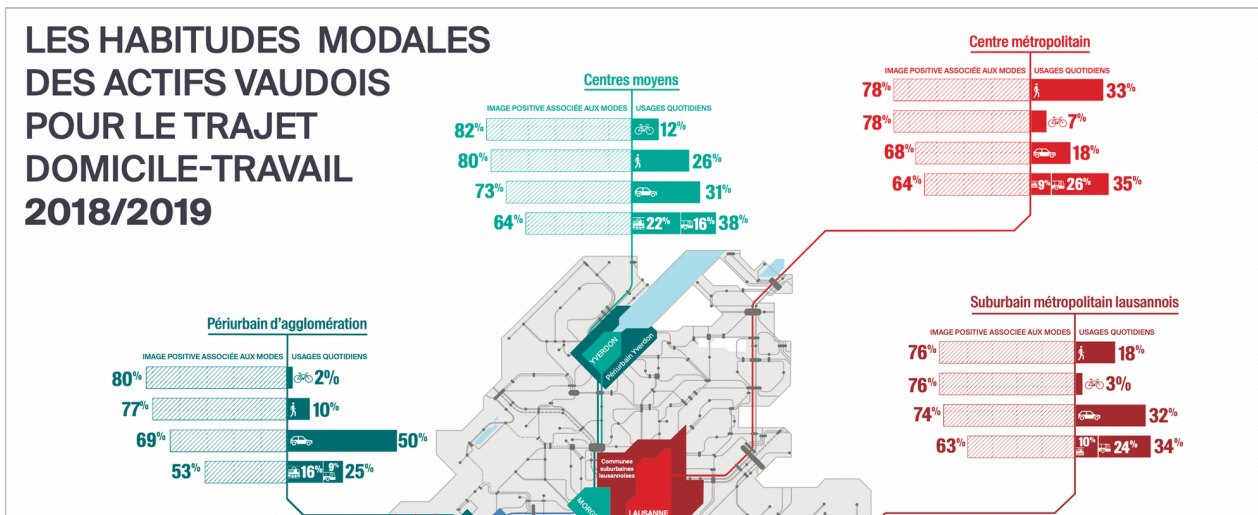 LES HABITUDES MODALES
DES ACTIFS VAUDOIS
POUR LE TRAJET
DOMICILE-TRAVAIL
2018/2019
Centres moyens
IMAGE POSITIVE ASSOCIÉE AUX MODES USAGES QUOTIDIENS
82% 12%
80% 26%
73% 31%
64% 22% 16% 38%
Centre métropolitain
IMAGE POSITIVE ASSOCIÉE AUX MODES USAGES QUOTIDIENS
78% 33%
78% 7%
68% 18%
64% 9% 26% 35%
Périurbain d'agglomération
IMAGE POSITIVE ASSOCIÉE AUX MODES USAGES QUOTIDIENS
80% 2%
77% 10%
69% 50%
53% 16% 9% 25%
Suburbain métropolitain lausannois
IMAGE POSITIVE ASSOCIÉE AUX MODES USAGES QUOTIDIENS
76% 18%
76% 3%
74% 32%
63% 10% 24% 34%
YVERDON
Périurbain Yverdon
Communes
suburbaines
lausannoises
LAUSANNE